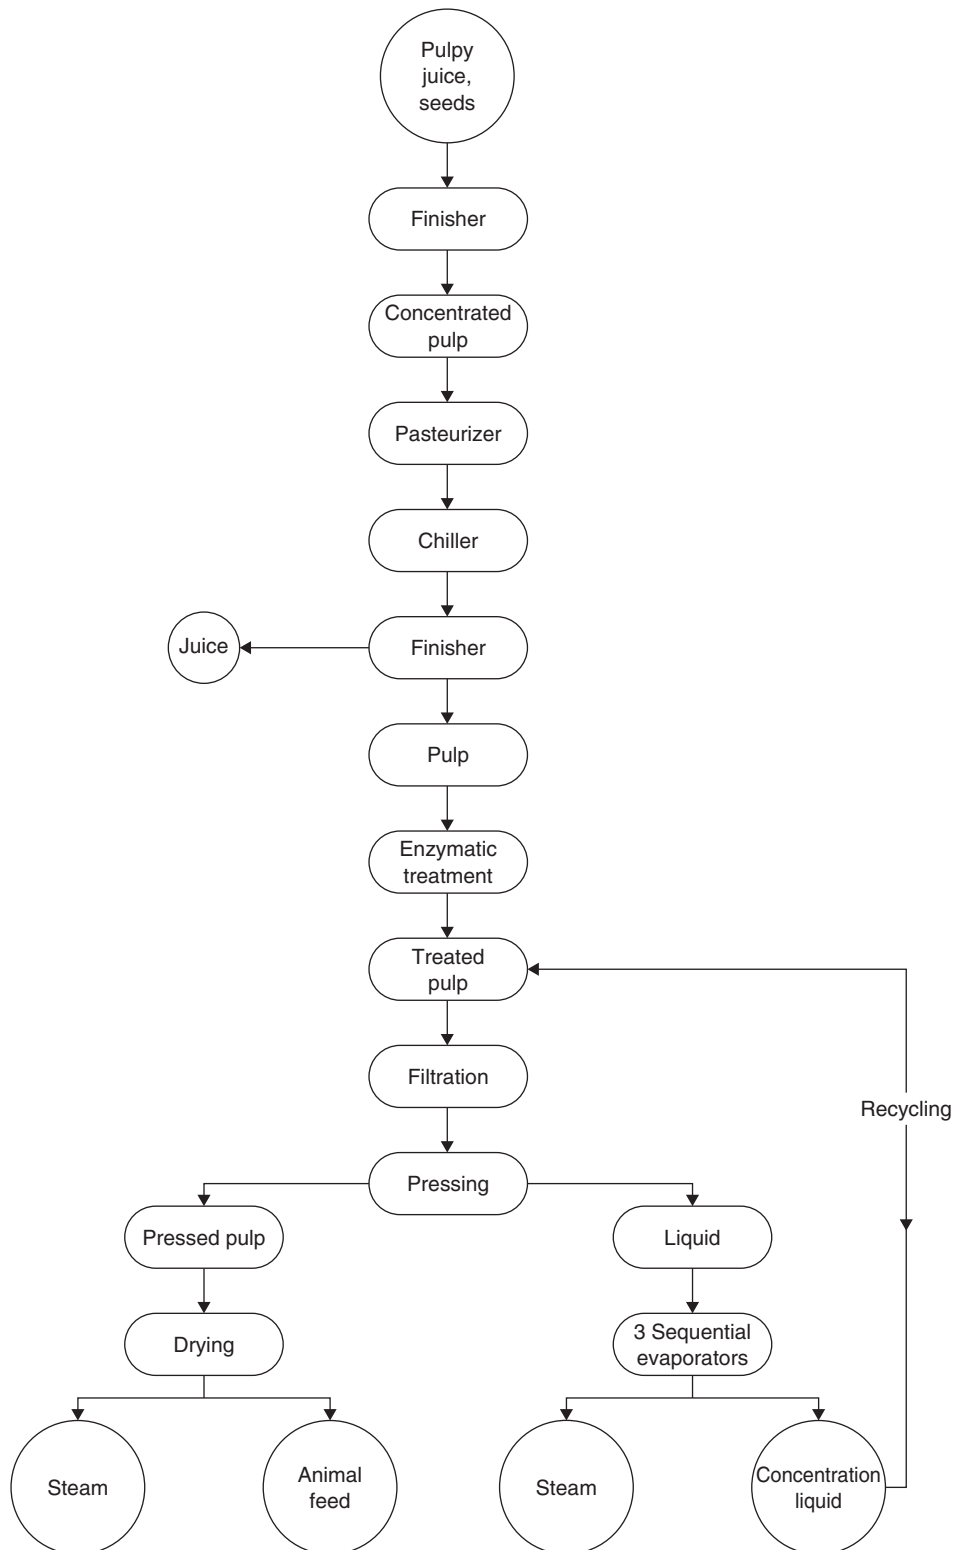 Pulpy
juice,
seeds
Finisher
Concentrated
pulp
Pasteurizer
Chiller
Juice
Finisher
Pulp
Enzymatic
treatment
Treated
pulp
Filtration
Recycling
Pressing
Pressed pulp
Liquid
Drying
3 Sequential
evaporators
Steam
Animal
feed
Steam
Concentration
liquid